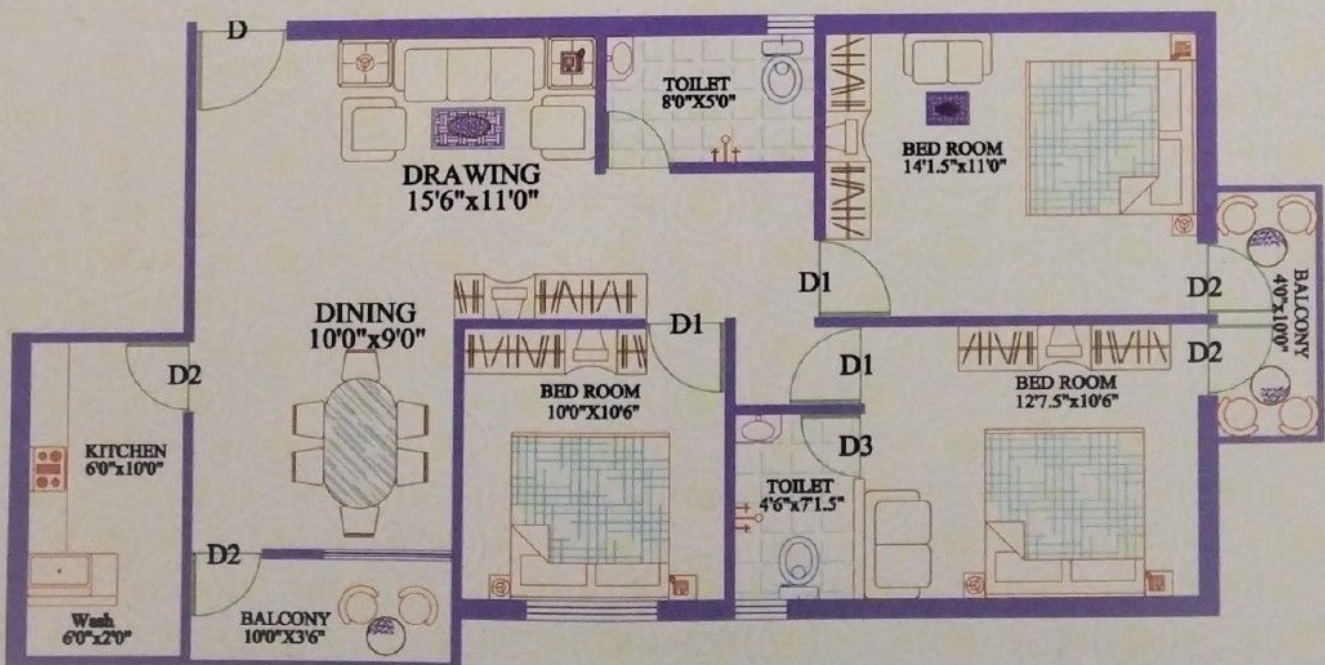 D
TOILET
8'0"X5'0"
DRAWING
15'6"x11'0"
BED ROOM
14'1.5"x11'0"
D1
D2
BALCONY
4'0"x10'0"
DINING
10'0"x9'0"
D1
D2
D1
D2
BED ROOM
10'0"X10'6"
BED ROOM
12'7.5"x10'6"
KITCHEN
6'0"x10'0"
D3
TOILET
4'6"x7'1.5"
D2
Wash
6'0"x2'0"
BALCONY
10'0"X3'6"